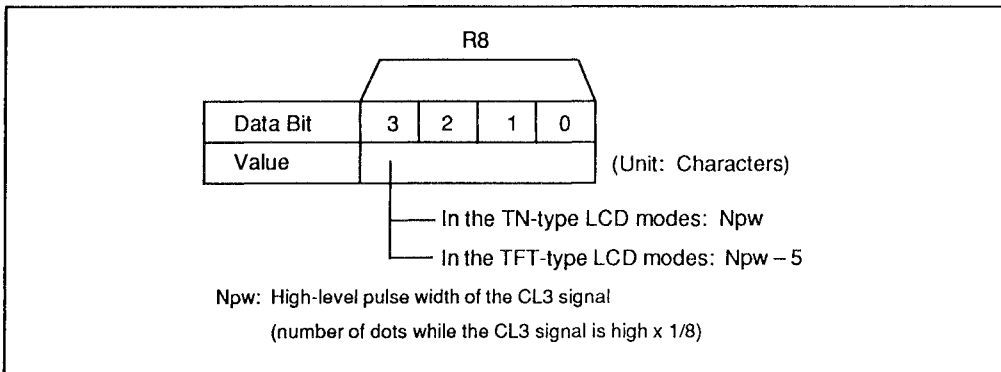 R8
Data Bit 3 2 1 0
Value (Unit: Characters)
In the TN-type LCD modes: Npw
In the TFT-type LCD modes: Npw – 5
Npw: High-level pulse width of the CL3 signal
(number of dots while the CL3 signal is high x 1/8)